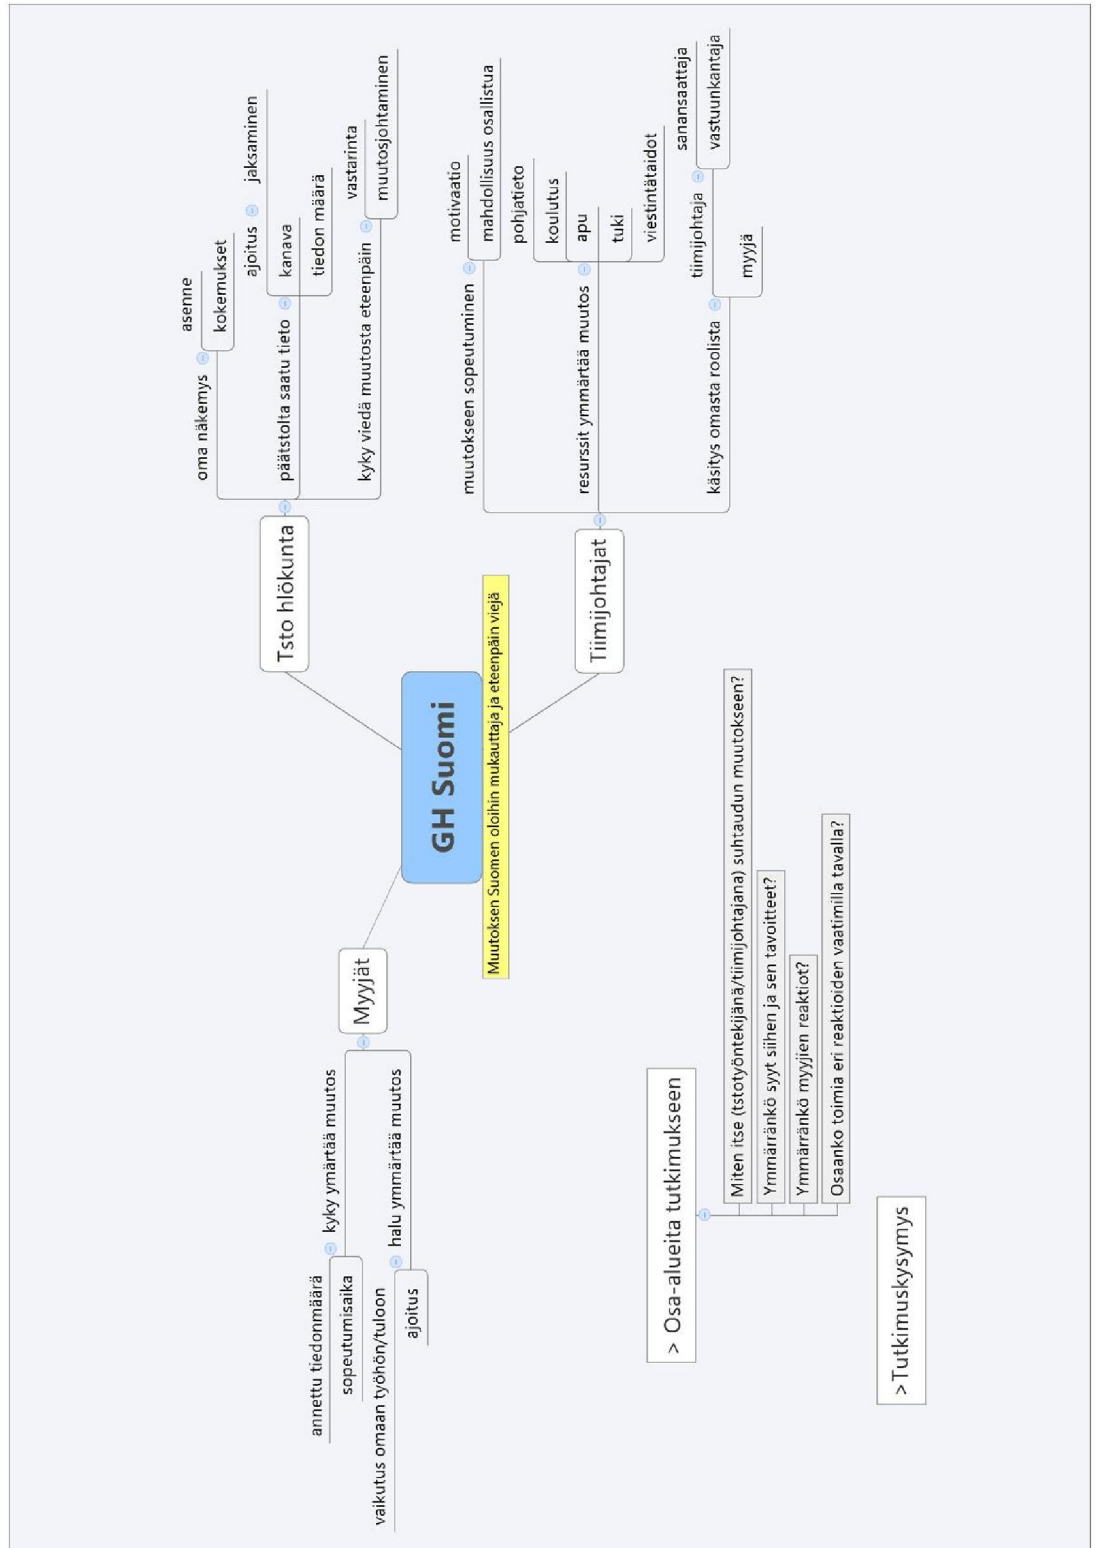 GH Suomi
Muutoksen Suomen oloihin mukauttaja ja eteenpäin viejä
Tsto hlökunta
oma näkemys
asenne
kokemukset
päätstolta saatu tieto
ajoitus
jaksaminen
kanava
tiedon määrä
kyky viedä muutosta eteenpäin
vastarinta
muutosjohtaminen
Tiimijohtajat
muutokseen sopeutuminen
motivaatio
mahdollisuus osallistua
resurssit ymmärtää muutos
pohjatieto
koulutus
apu
tuki
viestintätaidot
käsitys omasta roolista
tiimijohtaja
sanansaattaja
vastuunkantaja
myyjä
Myyjät
kyky ymärtää muutos
annettu tiedonmäärä
sopeutumisaika
halu ymmärtää muutos
vaikutus omaan työhön/tuloon
ajoitus
> Osa-alueita tutkimukseen
Miten itse (tstotyöntekijänä/tiimijohtajana) suhtaudun muutokseen?
Ymmärränkö syyt siihen ja sen tavoitteet?
Ymmärränkö myyjien reaktiot?
Osaanko toimia eri reaktioiden vaatimilla tavalla?
>Tutkimuskysymys